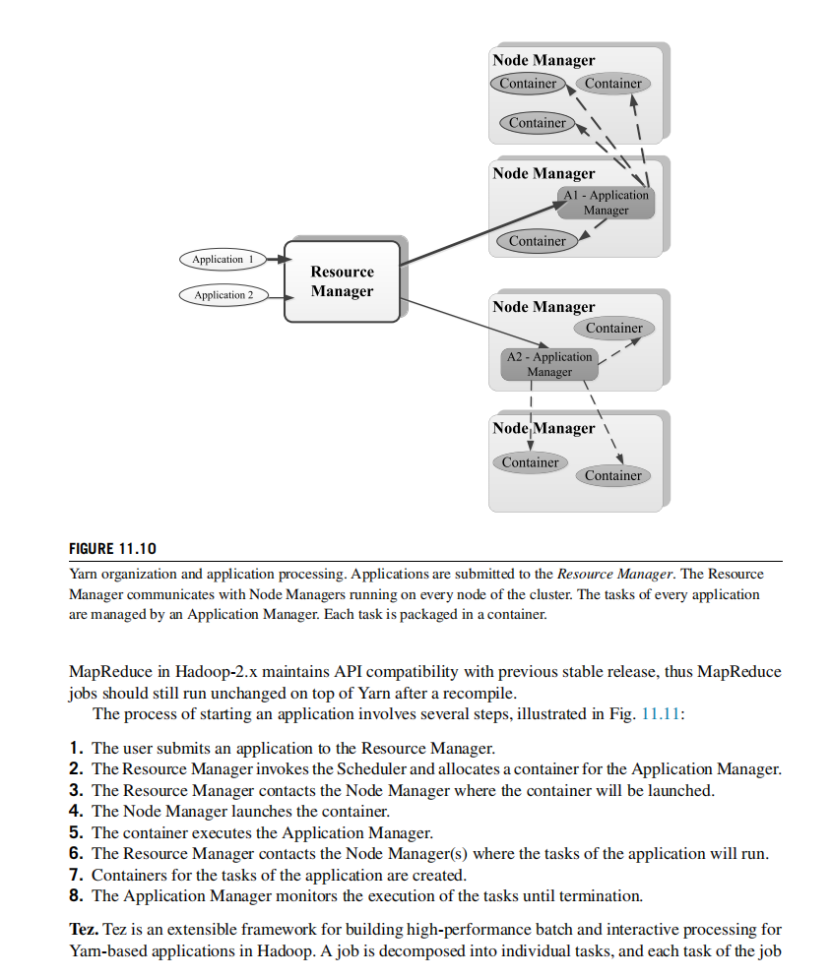 Node Manager
Container Container
Container
Node Manager
A1 - Application
Manager
Container
Application 1
Application 2
Resource
Manager
Node Manager
Container
A2 - Application
Manager
Node Manager
Container
Container
FIGURE 11.10
Yarn organization and application processing. Applications are submitted to the Resource Manager. The Resource
Manager communicates with Node Managers running on every node of the cluster. The tasks of every application
are managed by an Application Manager. Each task is packaged in a container.
MapReduce in Hadoop-2.x maintains API compatibility with previous stable release, thus MapReduce
jobs should still run unchanged on top of Yarn after a recompile.
The process of starting an application involves several steps, illustrated in Fig. 11.11:
1. The user submits an application to the Resource Manager.
2. The Resource Manager invokes the Scheduler and allocates a container for the Application Manager.
3. The Resource Manager contacts the Node Manager where the container will be launched.
4. The Node Manager launches the container.
5. The container executes the Application Manager.
6. The Resource Manager contacts the Node Manager(s) where the tasks of the application will run.
7. Containers for the tasks of the application are created.
8. The Application Manager monitors the execution of the tasks until termination.
Tez. Tez is an extensible framework for building high-performance batch and interactive processing for
Yarn-based applications in Hadoop. A job is decomposed into individual tasks, and each task of the job